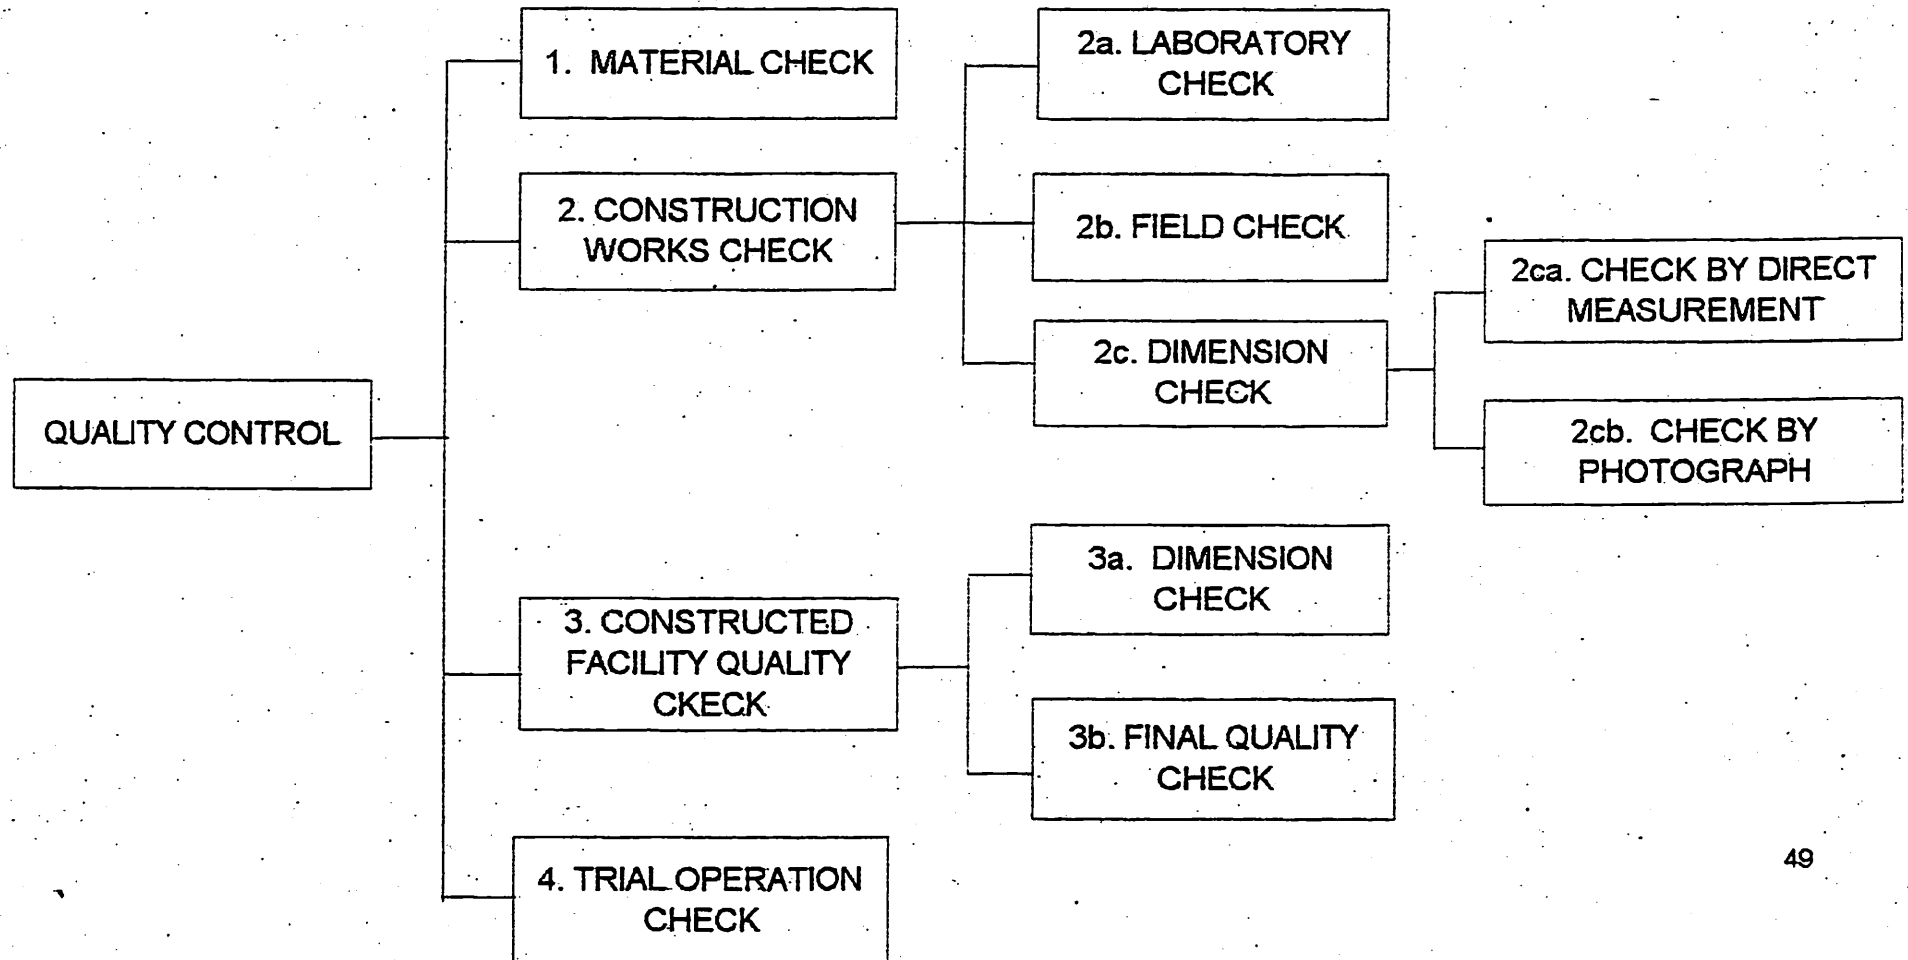 QUALITY CONTROL
1. MATERIAL CHECK
2. CONSTRUCTION
WORKS CHECK
2a. LABORATORY
CHECK
2b. FIELD CHECK
2c. DIMENSION
CHECK
2ca. CHECK BY DIRECT
MEASUREMENT
2cb. CHECK BY
PHOTOGRAPH
3. CONSTRUCTED
FACILITY QUALITY
CKECK
3a. DIMENSION
CHECK
3b. FINAL QUALITY
CHECK
4. TRIAL OPERATION
CHECK
49